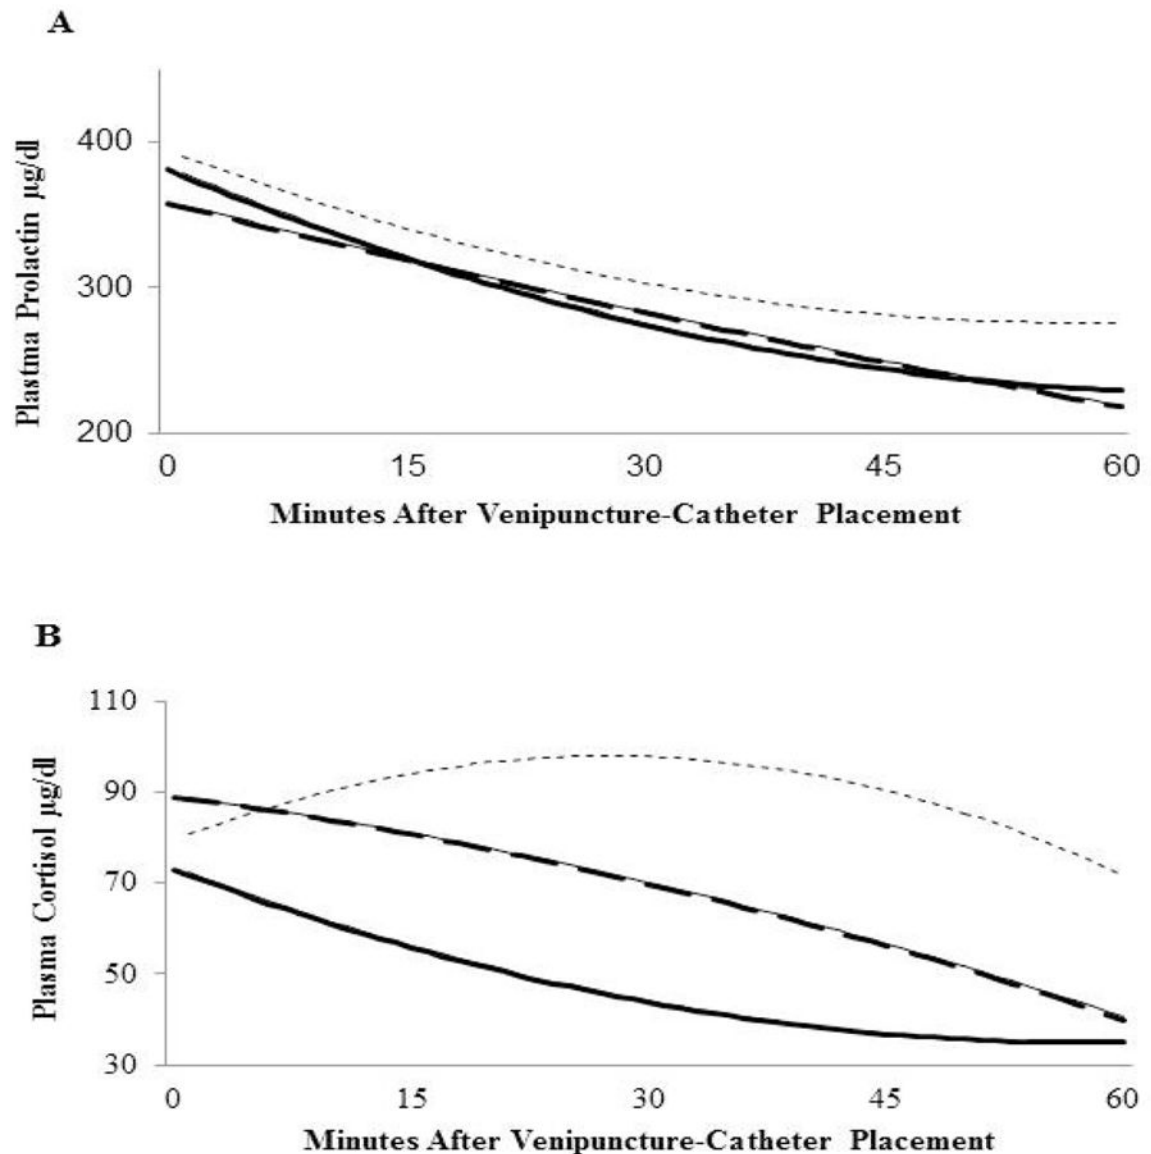 A
Plastma Prolactin µg/dl
400
300
200
0 15 30 45 60
Minutes After Venipuncture-Catheter Placement
B
Plasma Cortisol µg/dl
110
90
70
50
30
0 15 30 45 60
Minutes After Venipuncture-Catheter Placement